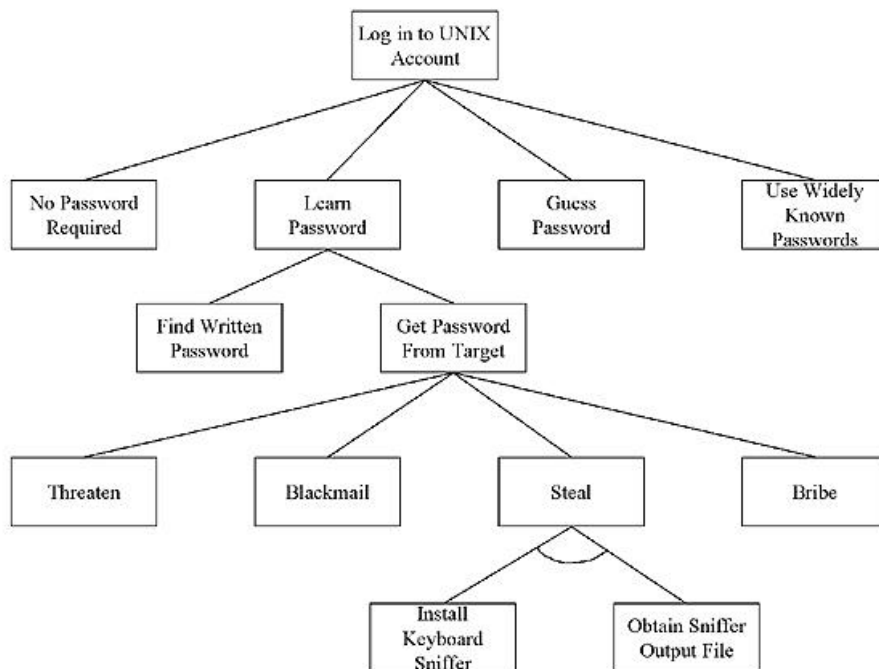 Log in to UNIX
Account
No Password
Required
Learn
Password
Guess
Password
Use Widely
Known
Passwords
Find Written
Password
Get Password
From Target
Threaten
Blackmail
Steal
Bribe
Install
Keyboard
Sniffer
Obtain Sniffer
Output File